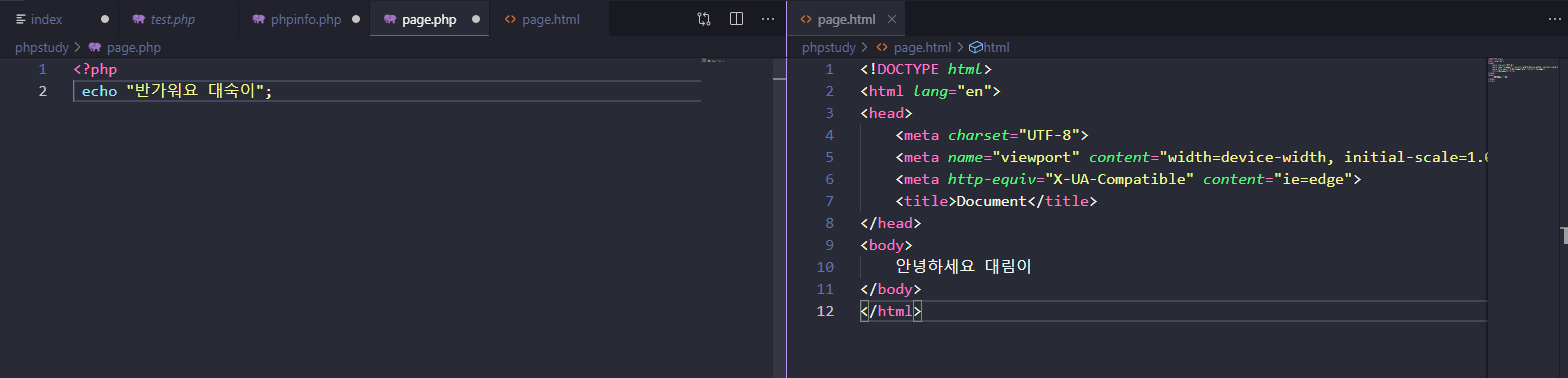 index test.php phpinfo.php page.php page.html
phpstudy > page.php
1 <?php
2 echo "반가워요 대숙이";
page.html
phpstudy > page.html > html
1 <!DOCTYPE html>
2 <html lang="en">
3 <head>
4 <meta charset="UTF-8">
5 <meta name="viewport" content="width=device-width, initial-scale=1.0
6 <meta http-equiv="X-UA-Compatible" content="ie=edge">
7 <title>Document</title>
8 </head>
9 <body>
10 안녕하세요 대림이
11 </body>
12 </html>